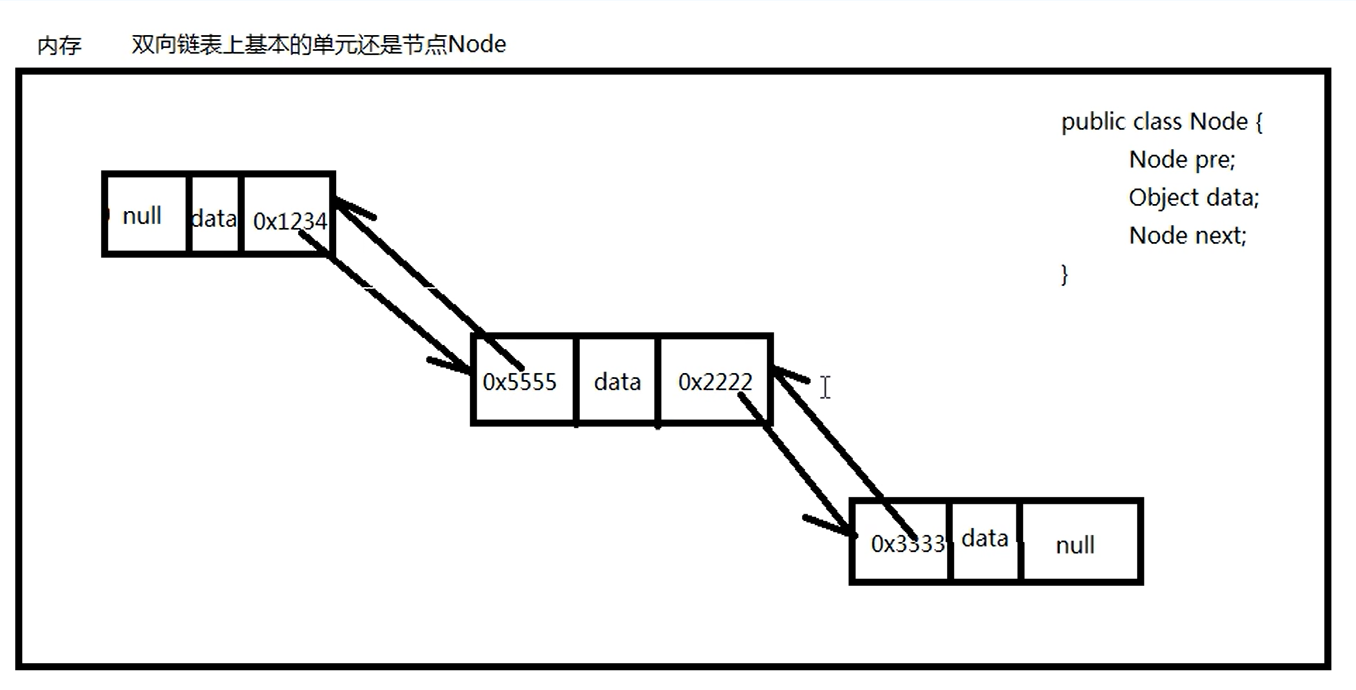 内存 双向链表上基本的单元还是节点Node
public class Node {
Node pre;
Object data;
Node next;
}
null data 0x1234
0x5555 data 0x2222
0x3333 data null